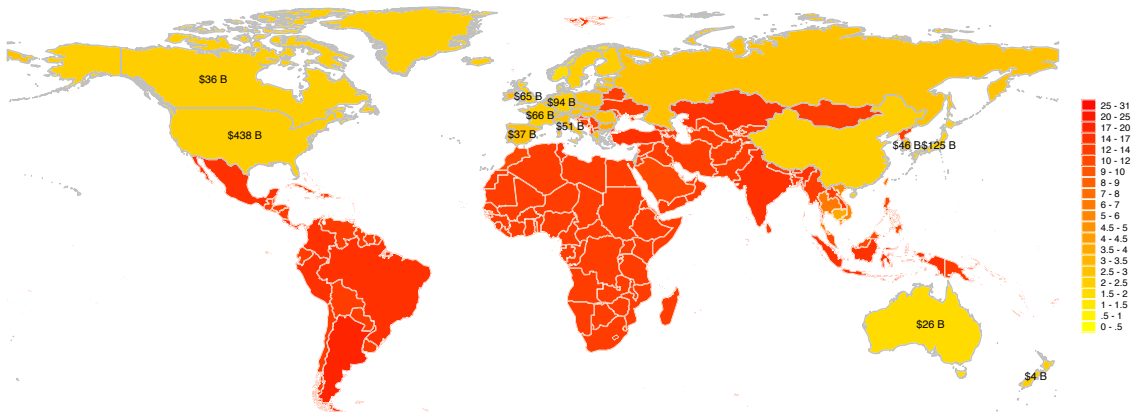 $36 B
$438 B
$65 B
$94 B
$66 B
$51 B
$37 B
$46 B
$125 B
$26 B
$4 B
25 - 31
20 - 25
17 - 20
14 - 17
12 - 14
10 - 12
9 - 10
8 - 9
7 - 8
6 - 7
5 - 6
4.5 - 5
4 - 4.5
3.5 - 4
3 - 3.5
2.5 - 3
2 - 2.5
1.5 - 2
1 - 1.5
.5 - 1
0 - .5